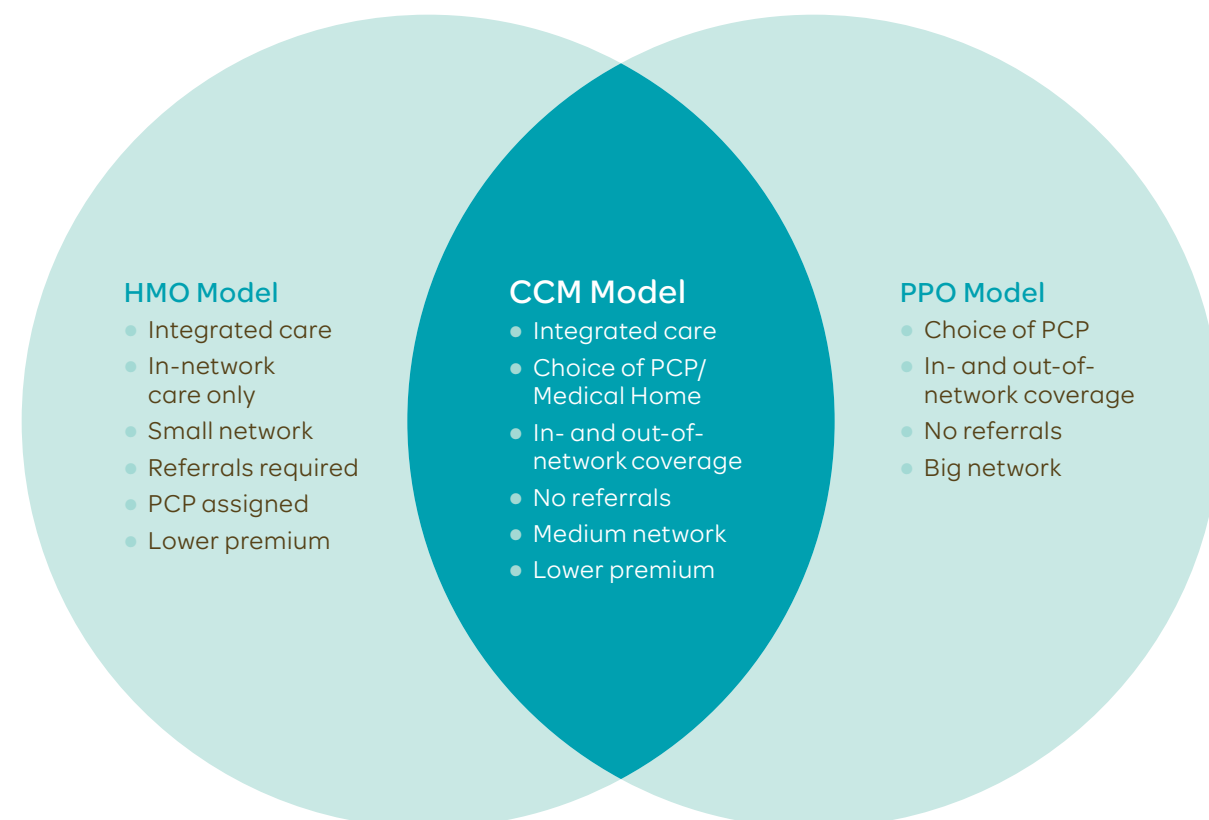 HMO Model
Integrated care
In-network
care only
Small network
Referrals required
PCP assigned
Lower premium
CCM Model
Integrated care
Choice of PCP/
Medical Home
In- and out-of-
network coverage
No referrals
Medium network
Lower premium
PPO Model
Choice of PCP
In- and out-of-
network coverage
No referrals
Big network